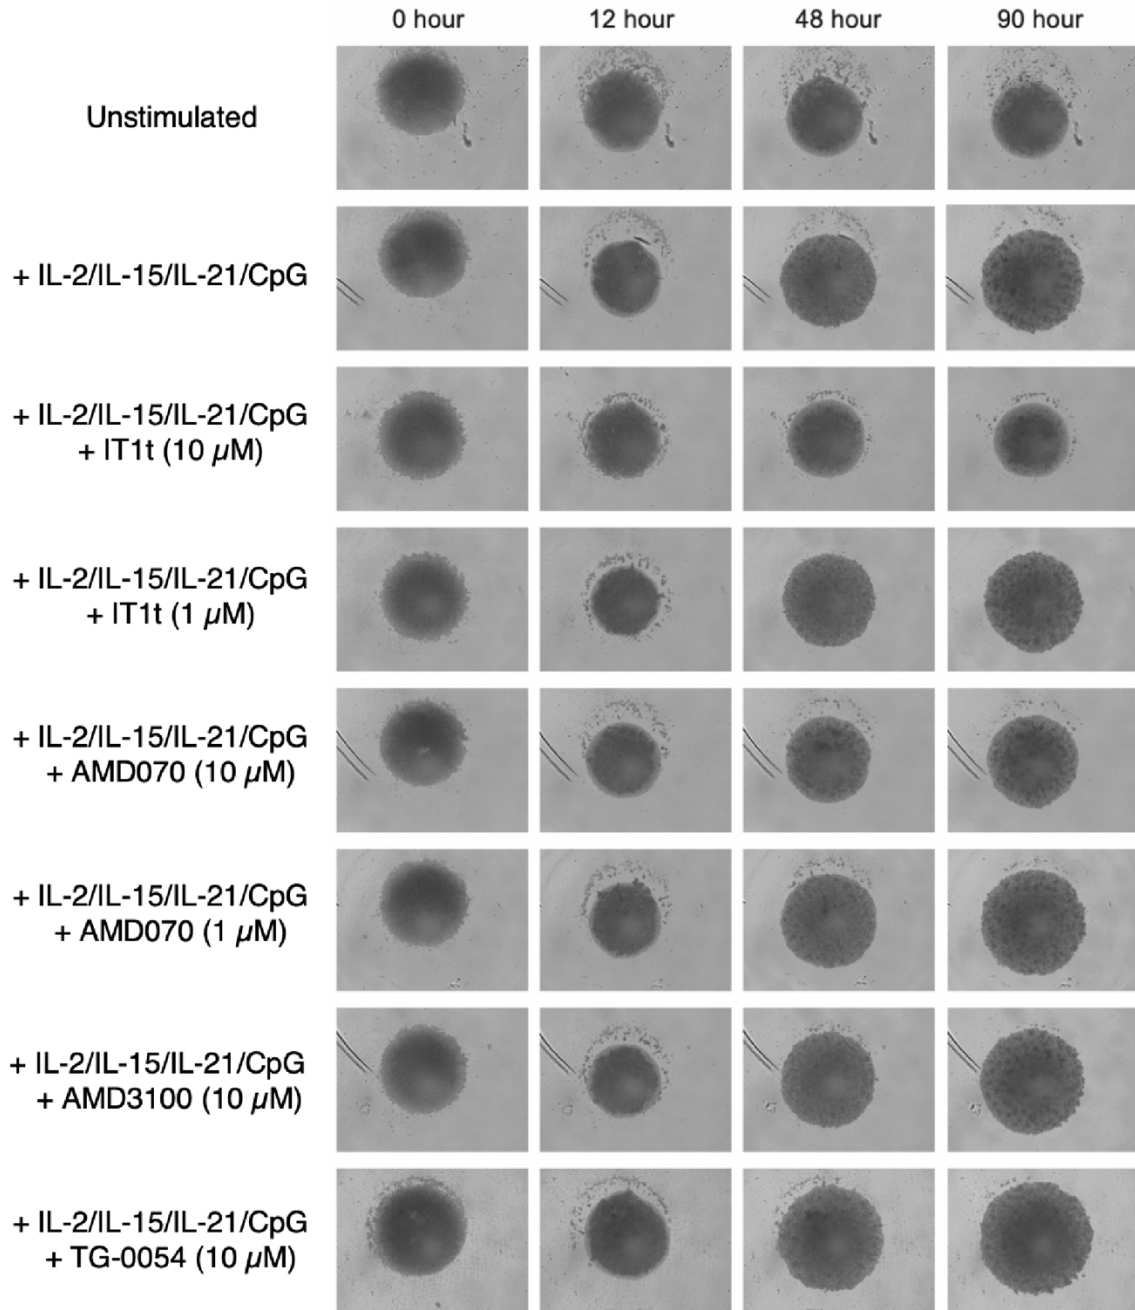 0 hour 12 hour 48 hour 90 hour
Unstimulated
+ IL-2/IL-15/IL-21/CpG
+ IL-2/IL-15/IL-21/CpG
+ IT1t (10 µM)
+ IL-2/IL-15/IL-21/CpG
+ IT1t (1 µM)
+ IL-2/IL-15/IL-21/CpG
+ AMD070 (10 µM)
+ IL-2/IL-15/IL-21/CpG
+ AMD070 (1 µM)
+ IL-2/IL-15/IL-21/CpG
+ AMD3100 (10 µM)
+ IL-2/IL-15/IL-21/CpG
+ TG-0054 (10 µM)